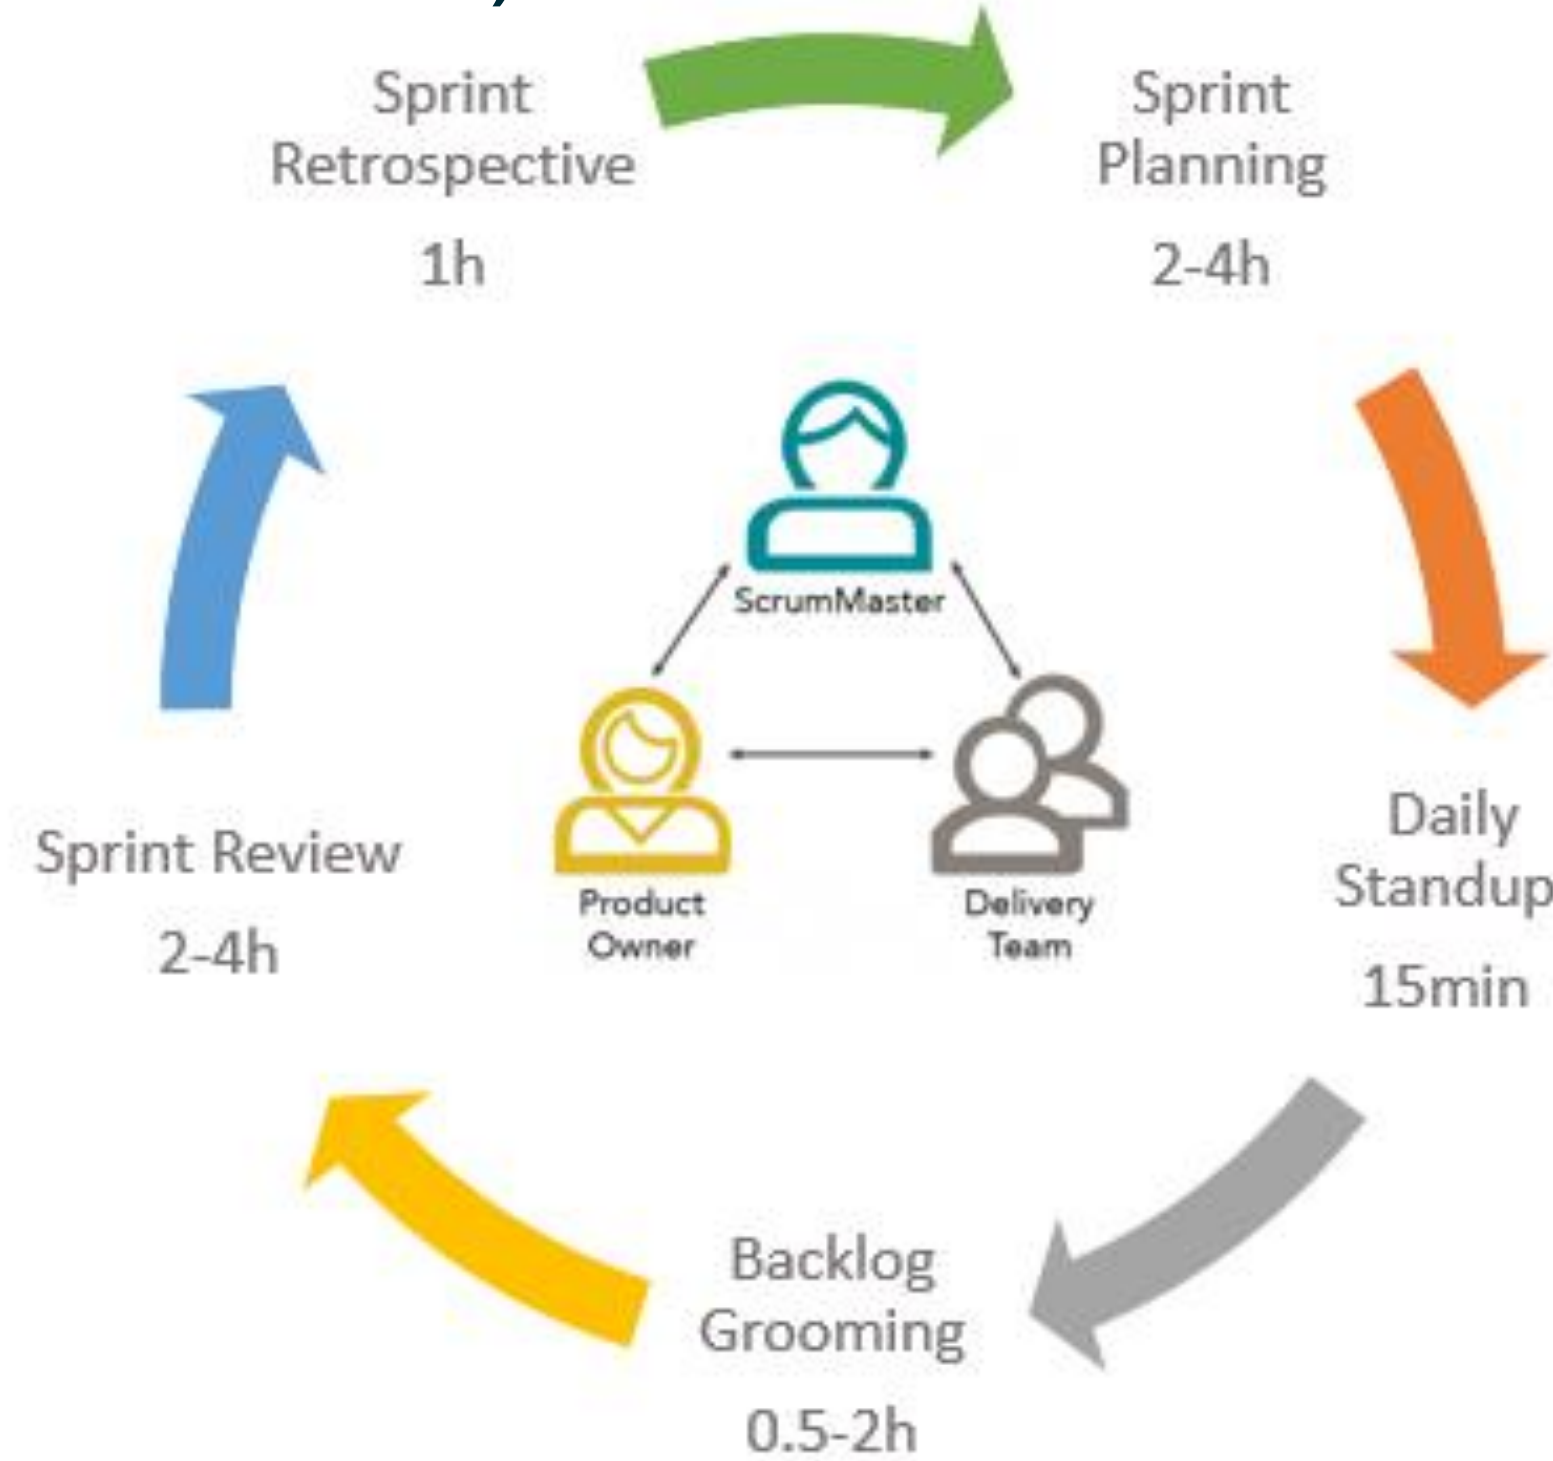 Sprint
Retrospective
1h
Sprint
Planning
2-4h
ScrumMaster
Product
Owner
Delivery
Team
Daily
Standup
15min
Sprint Review
2-4h
Backlog
Grooming
0.5-2h